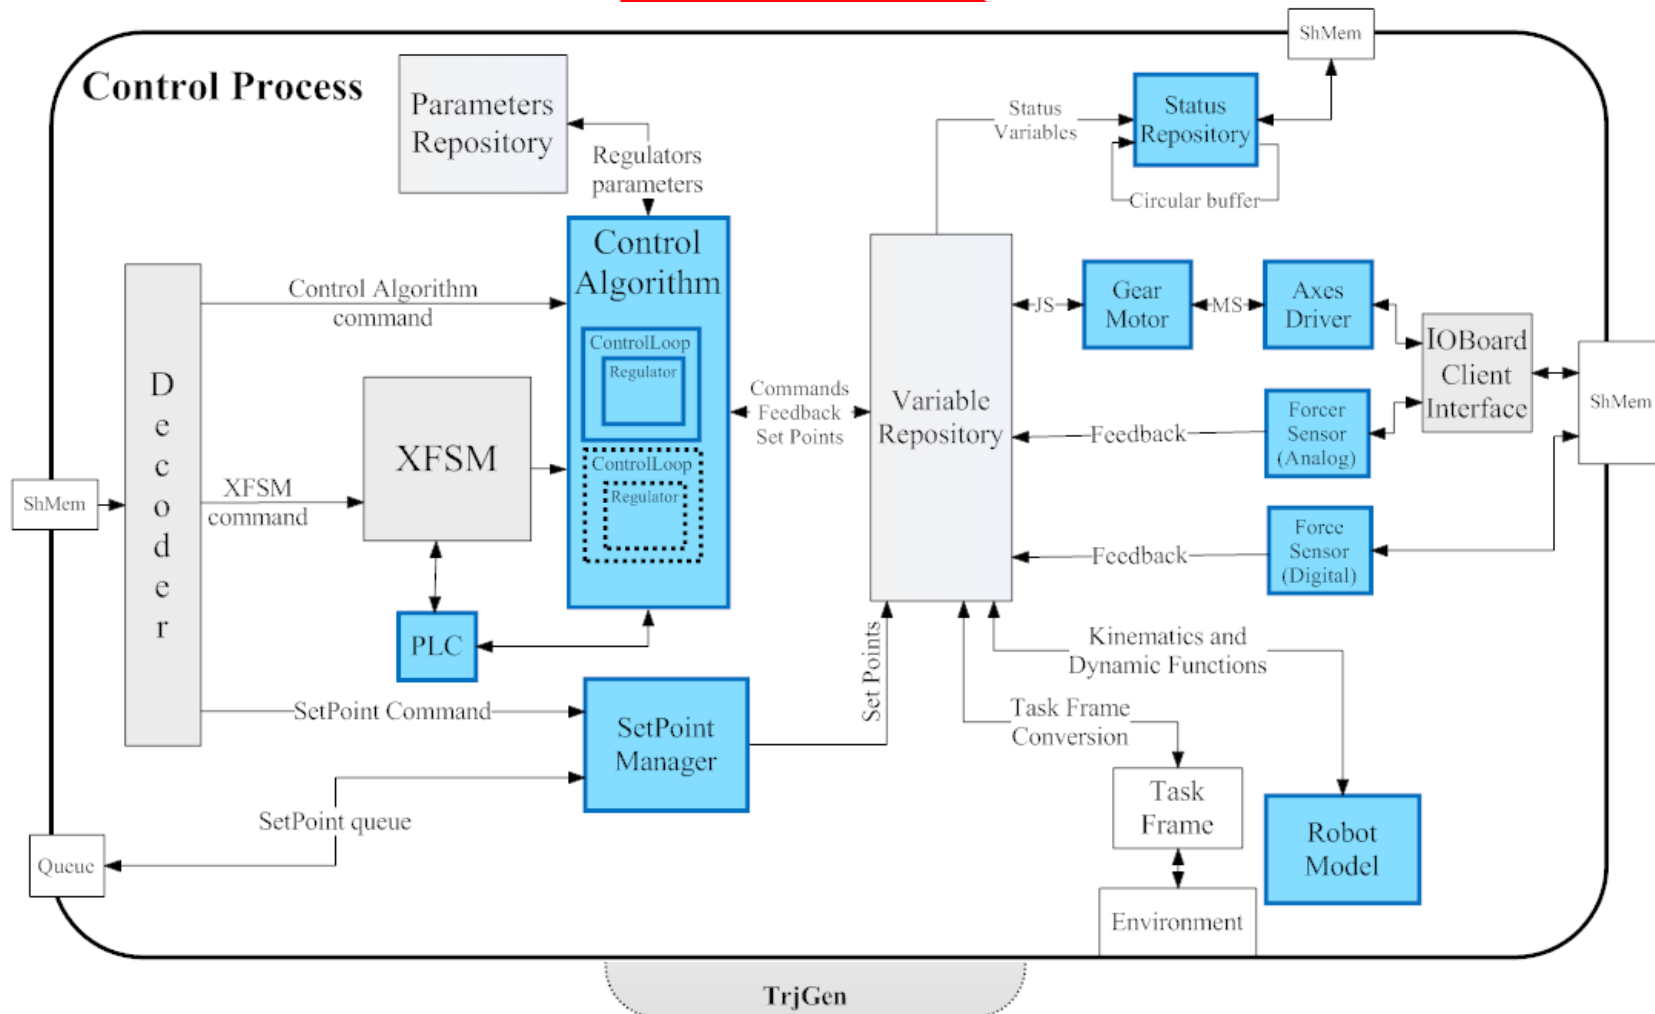 Control Process
Parameters
Repository
Regulators
parameters
Control
Algorithm
ControlLoop
Regulator
ControlLoop
Regulator
Control Algorithm
command
D
e
c
o
d
e
r
XFSM
XFSM
command
ShMem
PLC
SetPoint Command
SetPoint
Manager
SetPoint queue
Queue
Commands
Feedback
Set Points
Set Points
Variable
Repository
Status
Variables
Status
Repository
Circular buffer
ShMem
JS
Gear
Motor
MS
Axes
Driver
IOBoard
Client
Interface
ShMem
Feedback
Forcer
Sensor
(Analog)
Feedback
Force
Sensor
(Digital)
Kinematics and
Dynamic Functions
Task Frame
Conversion
Task
Frame
Robot
Model
Environment
TrjGen